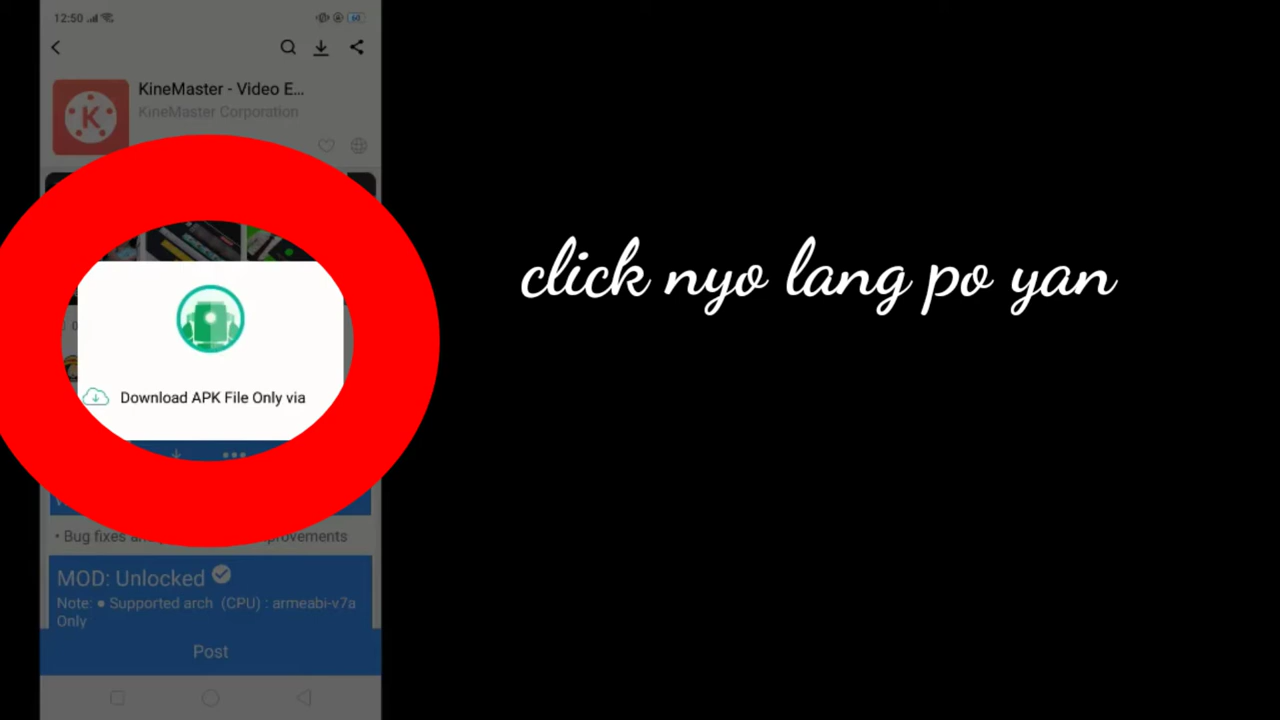 12:50
KineMaster - Video E...
KineMaster Corporation
click nyo lang po yan
Download APK File Only via
• Bug fixes
MOD: Unlocked
Note: ● Supported arch (CPU) : armeabi-v7a
Only
Post